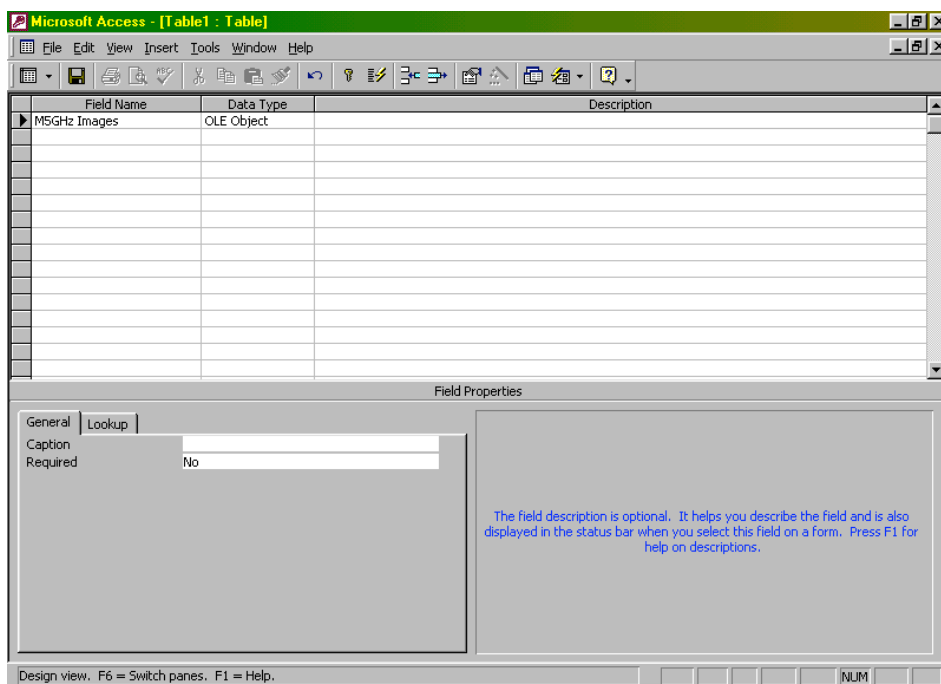 Microsoft Access - [Table1 : Table]
File Edit View Insert Tools Window Help
Field Name Data Type Description
M5GHz Images OLE Object
Field Properties
General Lookup
Caption
Required No
The field description is optional. It helps you describe the field and is also
displayed in the status bar when you select this field on a form. Press F1 for
help on descriptions.
Design view. F6 = Switch panes. F1 = Help. NUM